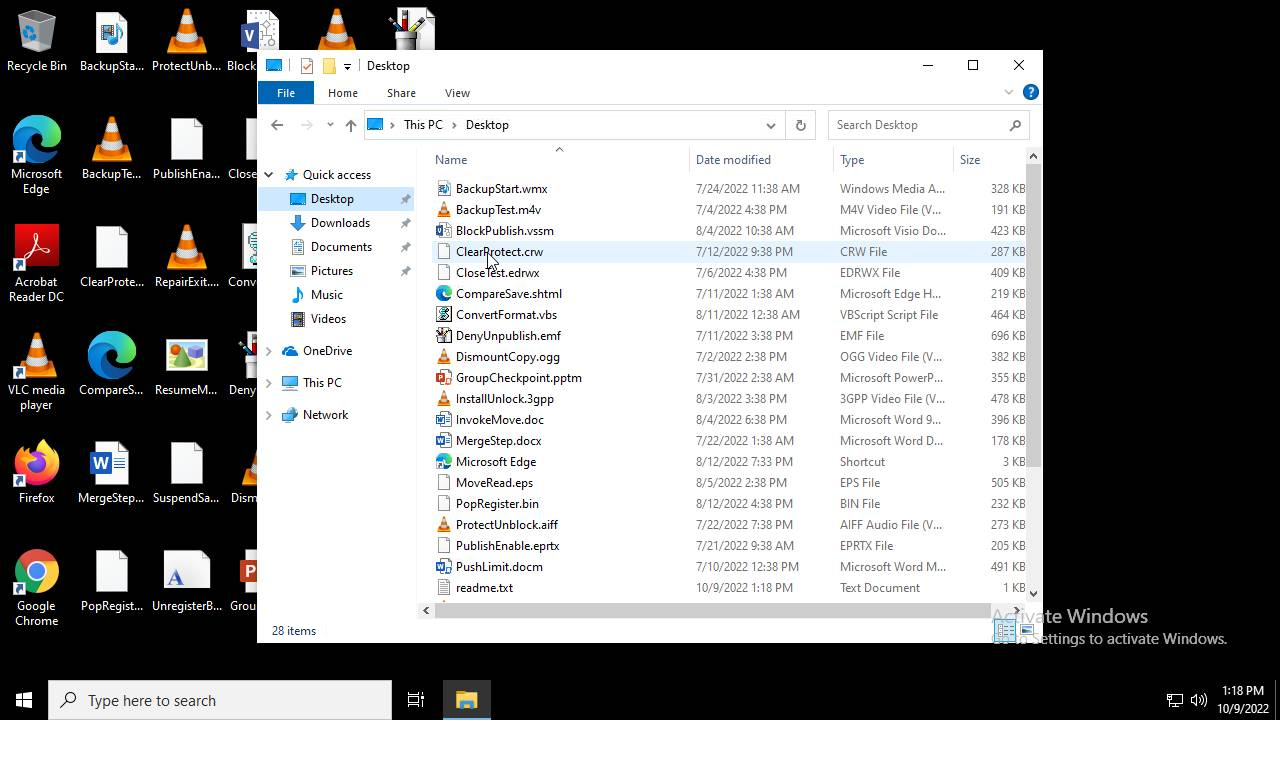 Recycle Bin
BackupSta...
ProtectUnb...
Microsoft Edge
BackupTe...
PublishEna...
Acrobat Reader DC
ClearProte...
RepairExit....
VLC media player
CompareS...
ResumeM...
Firefox
MergeStep...
SuspendSa...
Google Chrome
PopRegist...
UnregisterB...
Desktop
File Home Share View
This PC Desktop
Search Desktop
Quick access
Desktop
Downloads
Documents
Pictures
Music
Videos
OneDrive
This PC
Network
Name Date modified Type Size
BackupStart.wmx 7/24/2022 11:38 AM Windows Media A... 328 KB
BackupTest.m4v 7/4/2022 4:38 PM M4V Video File (V... 191 KB
BlockPublish.vssm 8/4/2022 10:38 AM Microsoft Visio Do... 423 KB
ClearProtect.crw 7/12/2022 9:38 PM CRW File 287 KB
CloseTest.edrwx 7/6/2022 4:38 PM EDRWX File 409 KB
CompareSave.shtml 7/11/2022 1:38 AM Microsoft Edge H... 219 KB
ConvertFormat.vbs 8/11/2022 12:38 AM VBScript Script File 464 KB
DenyUnpublish.emf 7/11/2022 3:38 PM EMF File 696 KB
DismountCopy.ogg 7/2/2022 2:38 PM OGG Video File (V... 382 KB
GroupCheckpoint.pptm 7/31/2022 2:38 AM Microsoft PowerP... 355 KB
InstallUnlock.3gpp 8/3/2022 3:38 PM 3GPP Video File (V... 478 KB
InvokeMove.doc 8/4/2022 6:38 PM Microsoft Word 9... 396 KB
MergeStep.docx 7/22/2022 1:38 AM Microsoft Word D... 178 KB
Microsoft Edge 8/12/2022 7:33 PM Shortcut 3 KB
MoveRead.eps 8/5/2022 2:38 PM EPS File 505 KB
PopRegister.bin 8/12/2022 4:38 PM BIN File 232 KB
ProtectUnblock.aiff 7/22/2022 7:38 PM AIFF Audio File (V... 273 KB
PublishEnable.eprtx 7/21/2022 9:38 AM EPRTX File 205 KB
PushLimit.docm 7/10/2022 12:38 PM Microsoft Word M... 491 KB
readme.txt 10/9/2022 1:18 PM Text Document 1 KB
28 items
Activate Windows
Go to Settings to activate Windows.
Type here to search
1:18 PM
10/9/2022